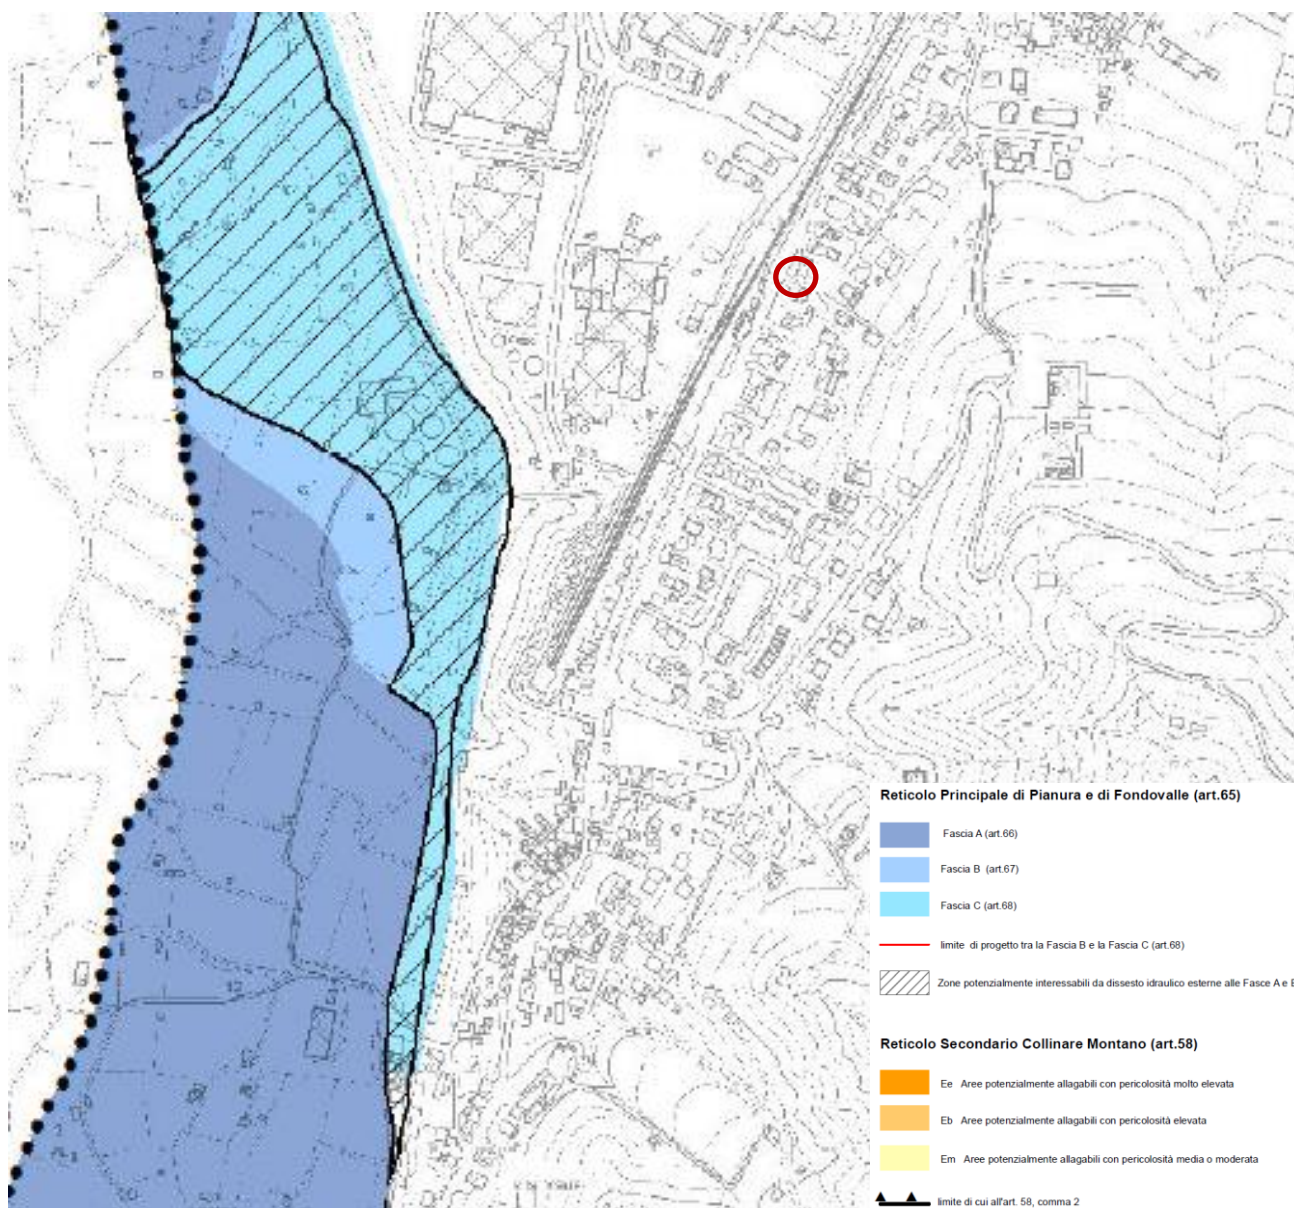 Reticolo Principale di Pianura e di Fondovalle (art.65)
Fascia A (art.66)
Fascia B (art.67)
Fascia C (art.68)
limite di progetto tra la Fascia B e la Fascia C (art.68)
Zone potenzialmente interessabili da dissesto idraulico esterne alle Fasce A e B
Reticolo Secondario Collinare Montano (art.58)
Ee Aree potenzialmente allagabili con pericolosità molto elevata
Eb Aree potenzialmente allagabili con pericolosità elevata
Em Aree potenzialmente allagabili con pericolosità media o moderata
limite di cui all'art. 58, comma 2